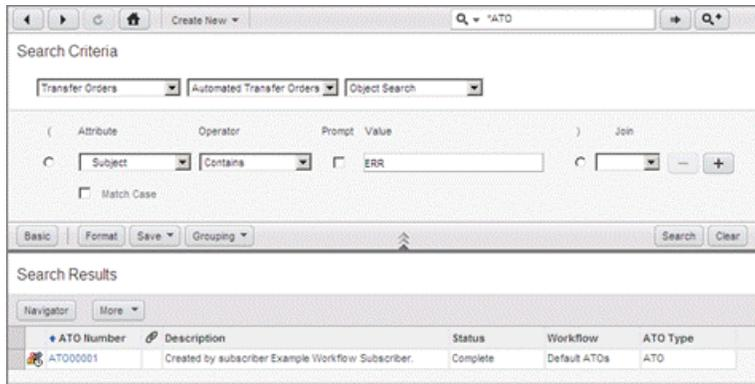 Create New
*ATO
Search Criteria
Transfer Orders Automated Transfer Orders Object Search
( Attribute Operator Prompt Value ) Join
Subject Contains ERR
Match Case
Basic Format Save Grouping Search Clear
Search Results
Navigator More
ATO Number Description Status Workflow ATO Type
ATO00001 Created by subscriber Example Workflow Subscriber. Complete Default ATOs ATO